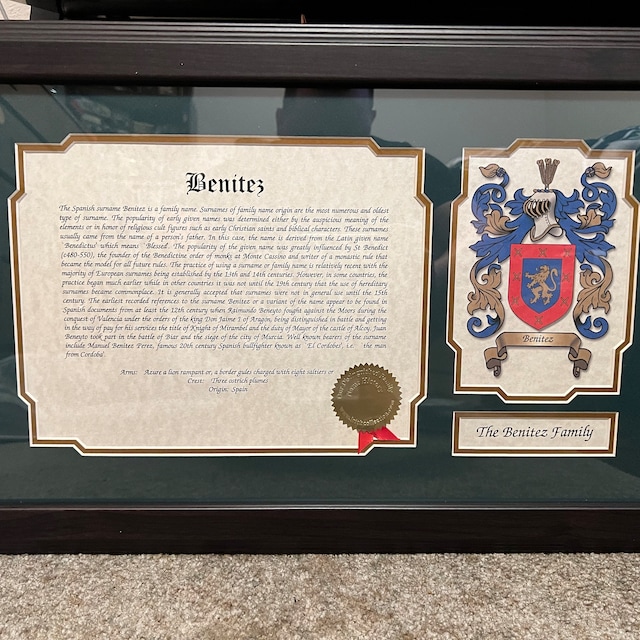 Benitez
The Spanish surname Benitez is a family name. Surnames of family name origin are the most numerous and oldest
type of surname. The popularity of early given names was determined either by the auspicious meaning of the
elements or in honor of religious cult figures such as early Christian saints and biblical characters. These surnames
usually came from the name of a person's father. In this case, the name is derived from the Latin given name
'Benedictus' which means 'Blessed'. The popularity of the given name was greatly influenced by St Benedict
(c480-550), the founder of the Benedictine order of monks at Monte Cassino and writer of a monastic rule that
became the model for all future rules. The practice of using a surname or family name is relatively recent with the
majority of European surnames being established by the 13th and 14th centuries. However, in some countries, the
practice began much earlier while in other countries it was not until the 19th century that the use of hereditary
surnames became commonplace. It is generally accepted that surnames were not in general use until the 15th
century. The earliest recorded references to the surname Benitez or a variant of the name appear to be found in
Spanish documents from at least the 12th century when Raimundo Beneyto fought against the Moors during the
conquest of Valencia under the orders of the king Don Jaime I of Aragon, being distinguished in battle and getting
in the way of pay for his services the title of Knight of Mirambel and the duty of Mayor of the castle of Alcoy. Juan
Beneyto took part in the battle of Biar and the siege of the city of Murcia. Well known bearers of the surname
include Manuel Benitez Perez, famous 20th century Spanish bullfighter known as 'El Cordobes', i.e.: 'the man
from Cordoba'.
Arms: Azure a lion rampant or, a border gules charged with eight saltires or
Crest: Three ostrich plumes
Origin: Spain
Benitez
The Benitez Family